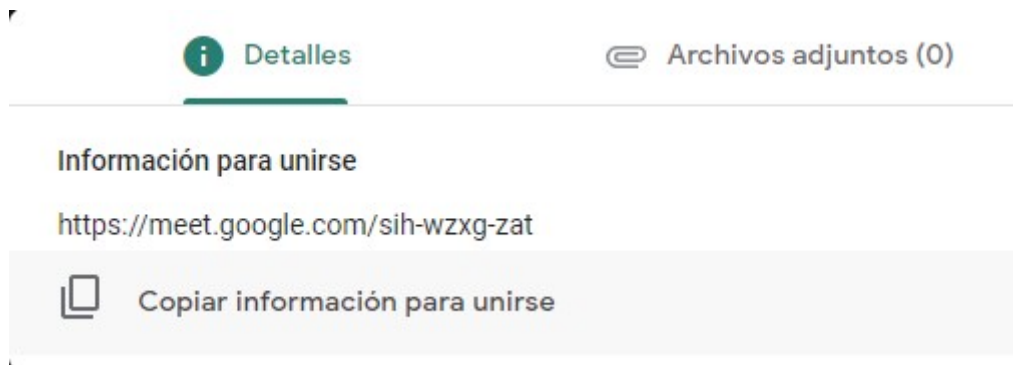 Detalles Archivos adjuntos (0)
Información para unirse
https://meet.google.com/sih-wzxg-zat
Copiar información para unirse